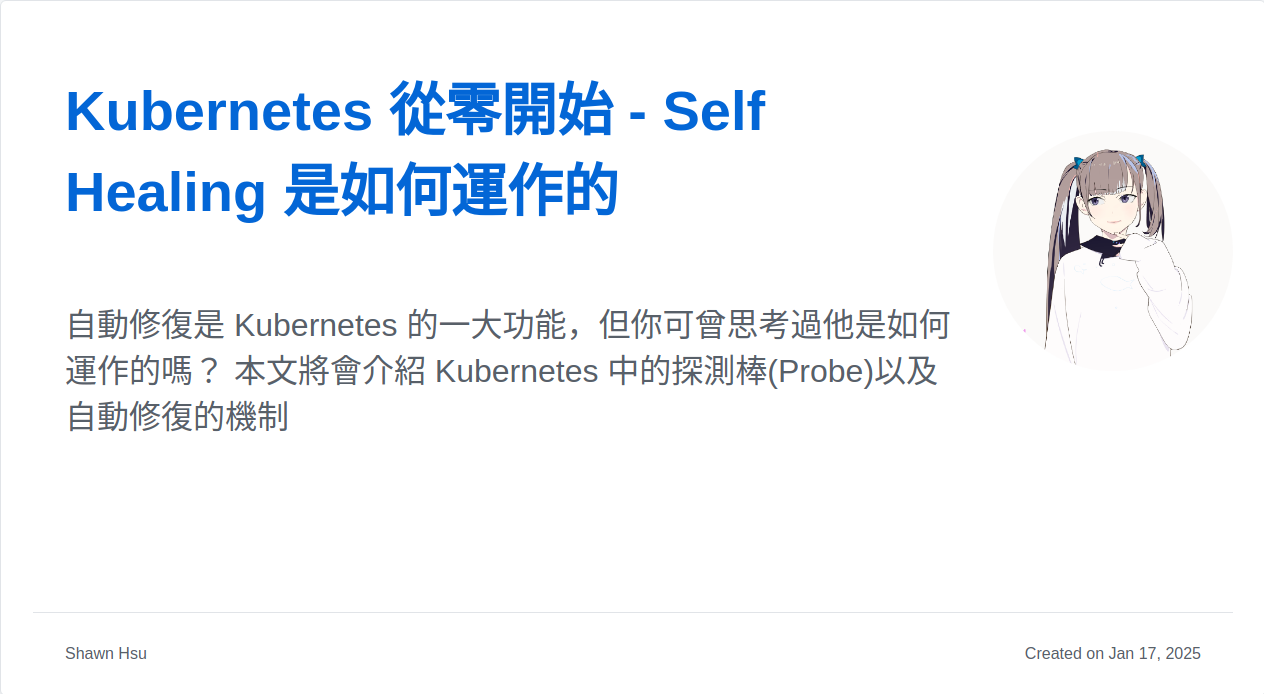 Kubernetes 從零開始 - Self
Healing 是如何運作的
自動修復是 Kubernetes 的一大功能，但你可曾思考過他是如何
運作的嗎？ 本文將會介紹 Kubernetes 中的探測棒(Probe)以及
自動修復的機制
Shawn Hsu
Created on Jan 17, 2025